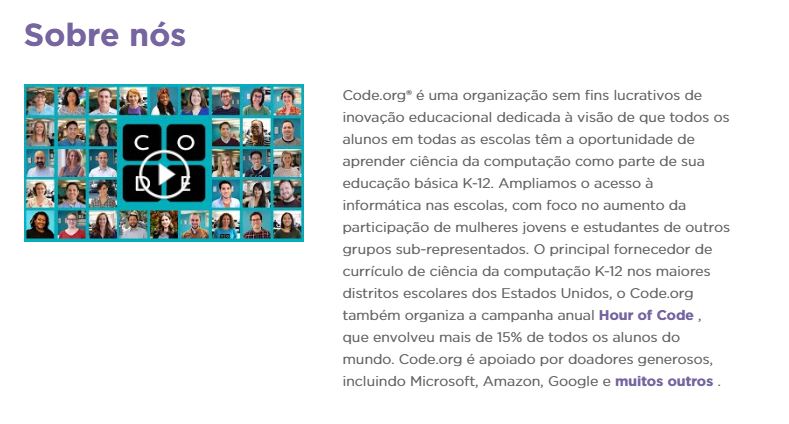 Sobre nós
C O
D E
Code.org® é uma organização sem fins lucrativos de
inovação educacional dedicada à visão de que todos os
alunos em todas as escolas têm a oportunidade de
aprender ciência da computação como parte de sua
educação básica K-12. Ampliamos o acesso à
informática nas escolas, com foco no aumento da
participação de mulheres jovens e estudantes de outros
grupos sub-representados. O principal fornecedor de
currículo de ciência da computação K-12 nos maiores
distritos escolares dos Estados Unidos, o Code.org
também organiza a campanha anual Hour of Code ,
que envolveu mais de 15% de todos os alunos do
mundo. Code.org é apoiado por doadores generosos,
incluindo Microsoft, Amazon, Google e muitos outros .